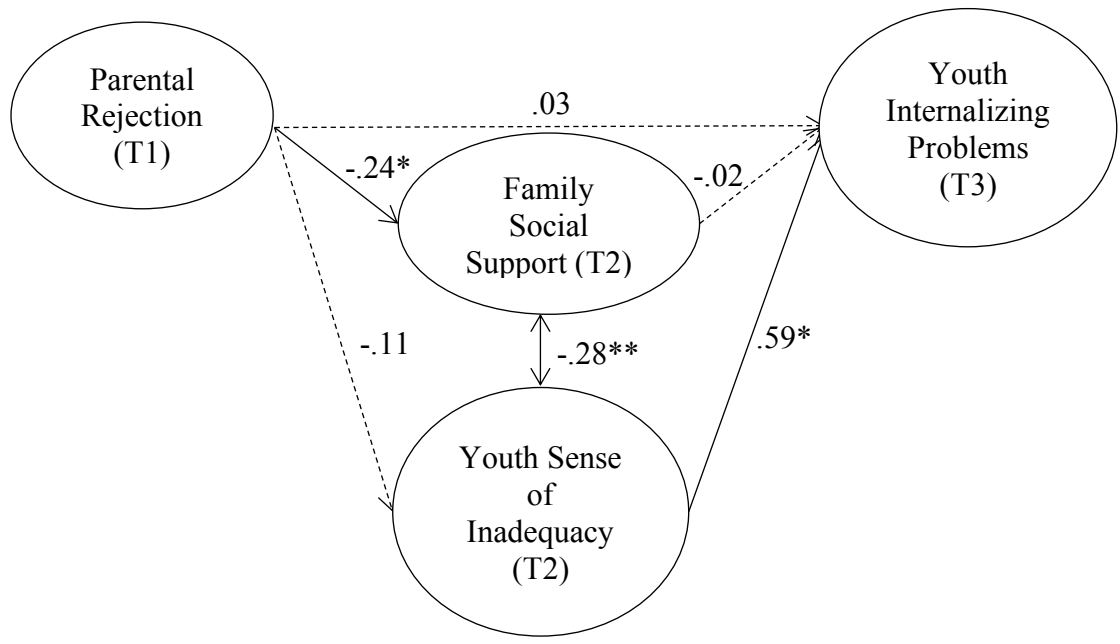 Parental
Rejection
(T1)
.03
Youth
Internalizing
Problems
(T3)
-.24*
Family
Social
Support (T2)
-.02
-.11
-.28**
.59*
Youth Sense
of
Inadequacy
(T2)